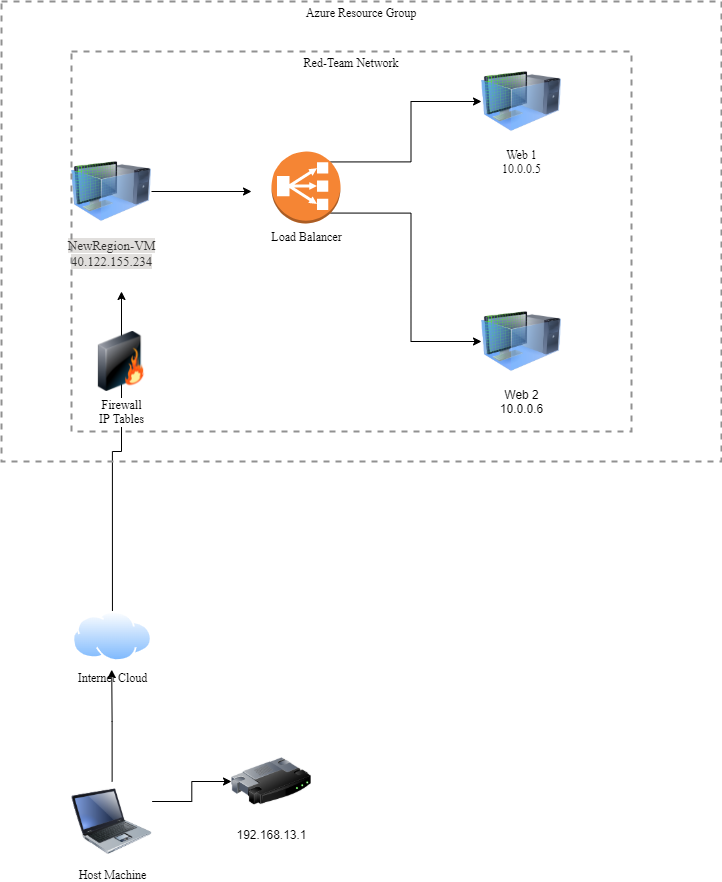 Azure Resource Group
Red-Team Network
Web 1
10.0.0.5
Load Balancer
NewRegion-VM
40.122.155.234
Firewall
IP Tables
Web 2
10.0.0.6
Internet Cloud
192.168.13.1
Host Machine